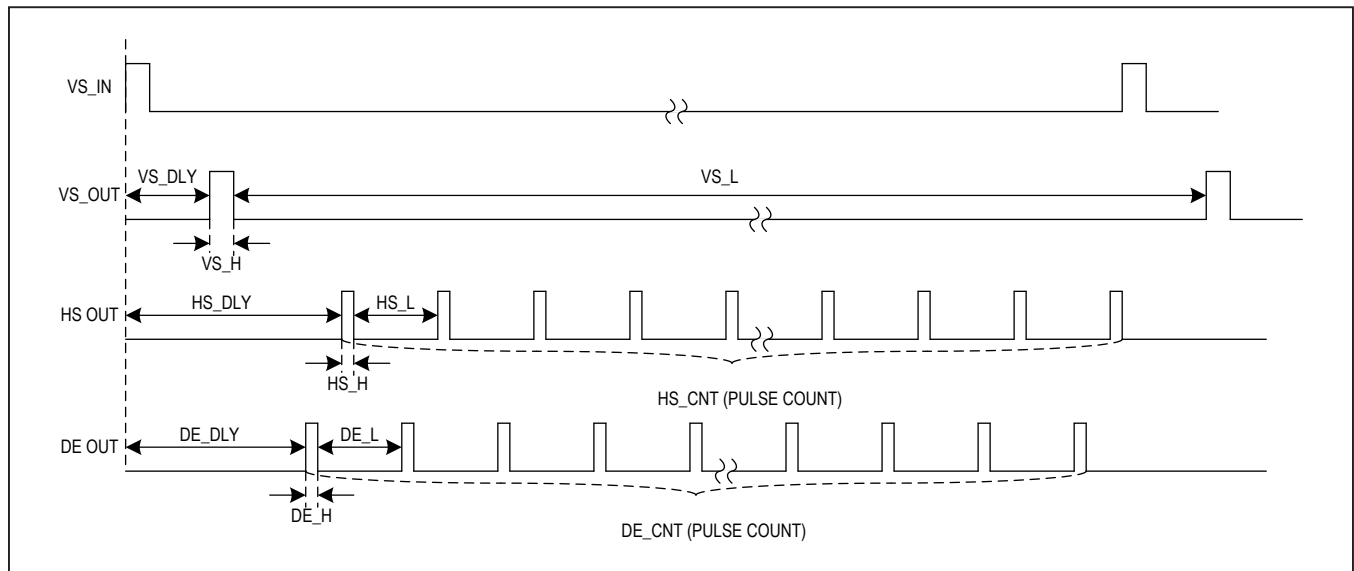 VS_IN
VS_DLY
VS_L
VS_OUT
VS_H
HS_DLY
HS_L
HS OUT
HS_H
HS_CNT (PULSE COUNT)
DE_DLY
DE_L
DE OUT
DE_H
DE_CNT (PULSE COUNT)